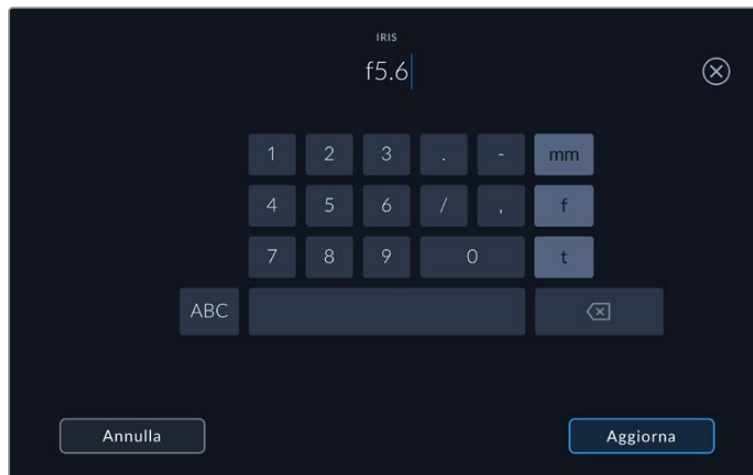 IRIS
f5.6
1 2 3 . - mm
4 5 6 / , f
7 8 9 0 t
ABC
Annulla Aggiorna